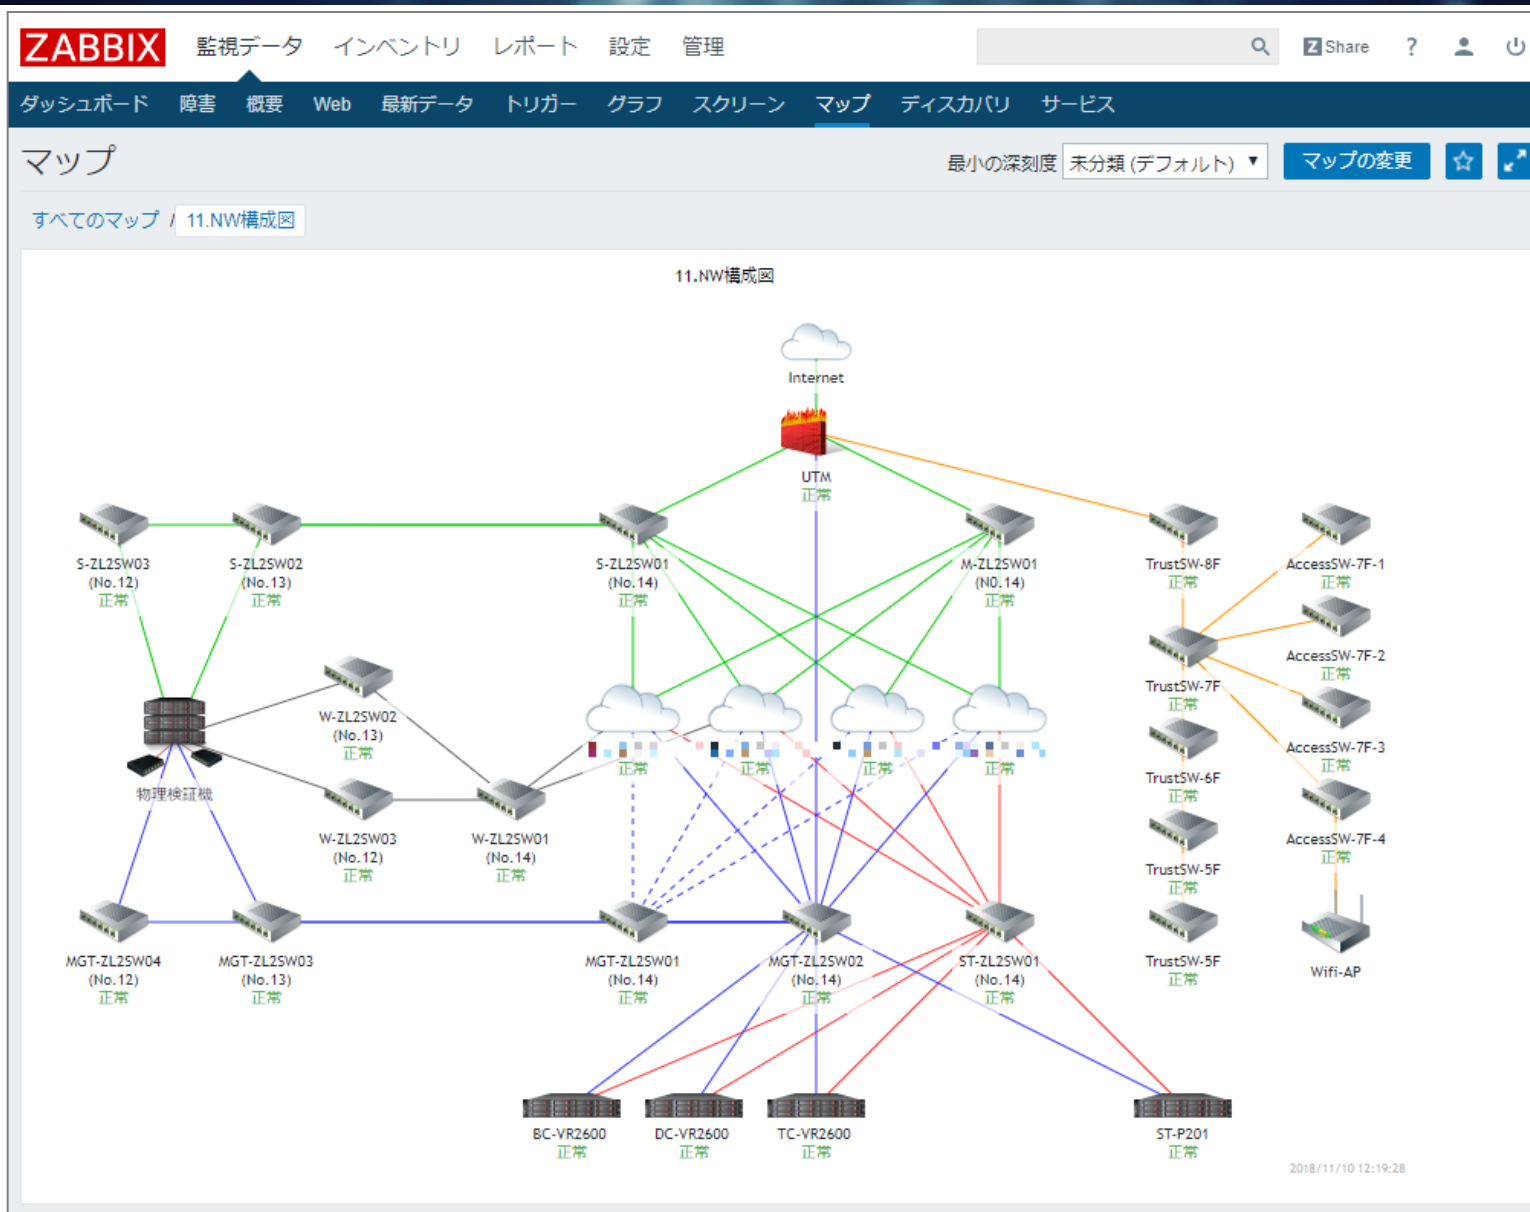 ZABBIX 監視データ インベントリ レポート 設定 管理 Z Share ?
ダッシュボード 障害 概要 Web 最新データ トリガー グラフ スクリーン マップ ディスカバリ サービス
マップ 最小の深刻度 未分類 (デフォルト) ▼ マップの変更
すべてのマップ / 11.NW構成図
11.NW構成図
Internet
UTM
正常
S-ZL2SW03
(No.12)
正常
S-ZL2SW02
(No.13)
正常
S-ZL2SW01
(No.14)
正常
M-ZL2SW01
(N0.14)
正常
TrustSW-8F
正常
AccessSW-7F-1
正常
AccessSW-7F-2
正常
TrustSW-7F
正常
W-ZL2SW02
(No.13)
正常
正常
正常
正常
正常
AccessSW-7F-3
正常
TrustSW-6F
正常
物理検証機
W-ZL2SW03
(No.12)
正常
W-ZL2SW01
(No.14)
正常
AccessSW-7F-4
正常
TrustSW-5F
正常
MGT-ZL2SW04
(No.12)
正常
MGT-ZL2SW03
(No.13)
正常
MGT-ZL2SW01
(No.14)
正常
MGT-ZL2SW02
(No.14)
正常
ST-ZL2SW01
(No.14)
正常
TrustSW-5F
正常
Wifi-AP
BC-VR2600
正常
DC-VR2600
正常
TC-VR2600
正常
ST-P201
正常
2018/11/10 12:19:28